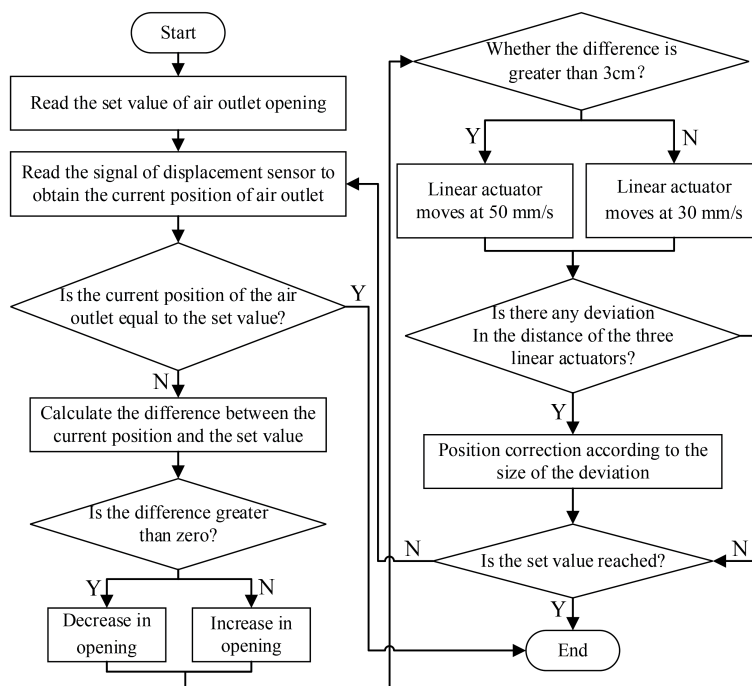 Start
Read the set value of air outlet opening
Read the signal of displacement sensor to
obtain the current position of air outlet
Is the current position of the air
outlet equal to the set value?
Y
N
Calculate the difference between the
current position and the set value
Is the difference greater
than zero?
Y
N
Decrease in
opening
Increase in
opening
Whether the difference is
greater than 3cm?
Y
N
Linear actuator
moves at 50 mm/s
Linear actuator
moves at 30 mm/s
Is there any deviation
In the distance of the three
linear actuators?
Y
Position correction according to the
size of the deviation
N
N
Is the set value reached?
Y
End